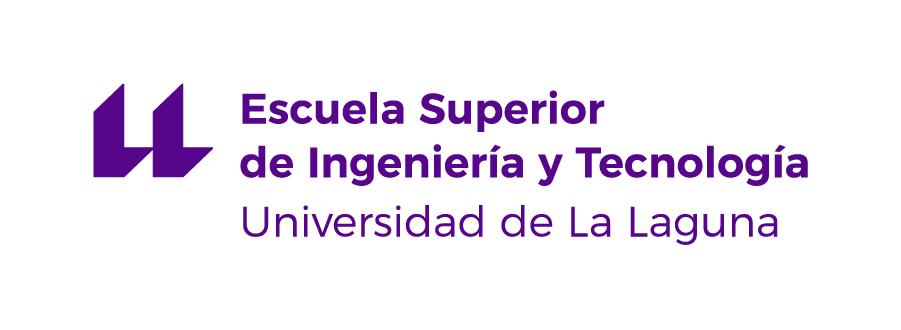 Escuela Superior
de Ingeniería y Tecnología
Universidad de La Laguna